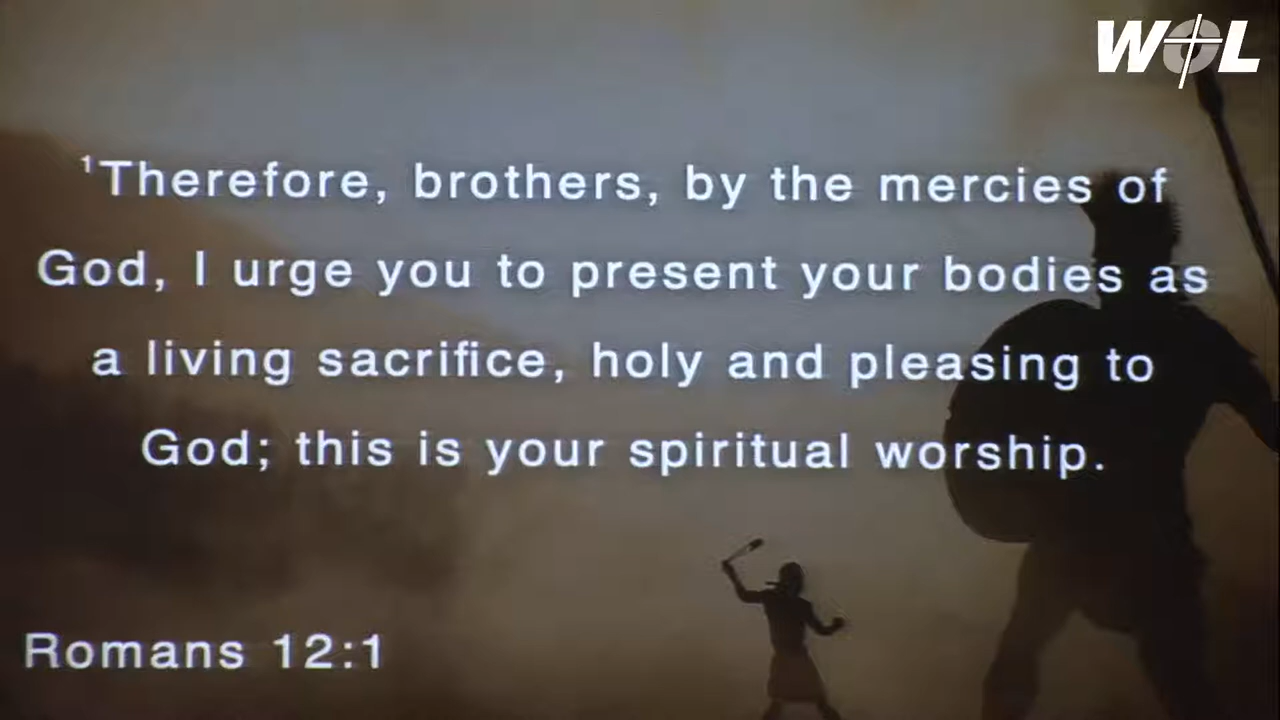 WOL
¹Therefore, brothers, by the mercies of
God, I urge you to present your bodies as
a living sacrifice, holy and pleasing to
God; this is your spiritual worship.
Romans 12:1